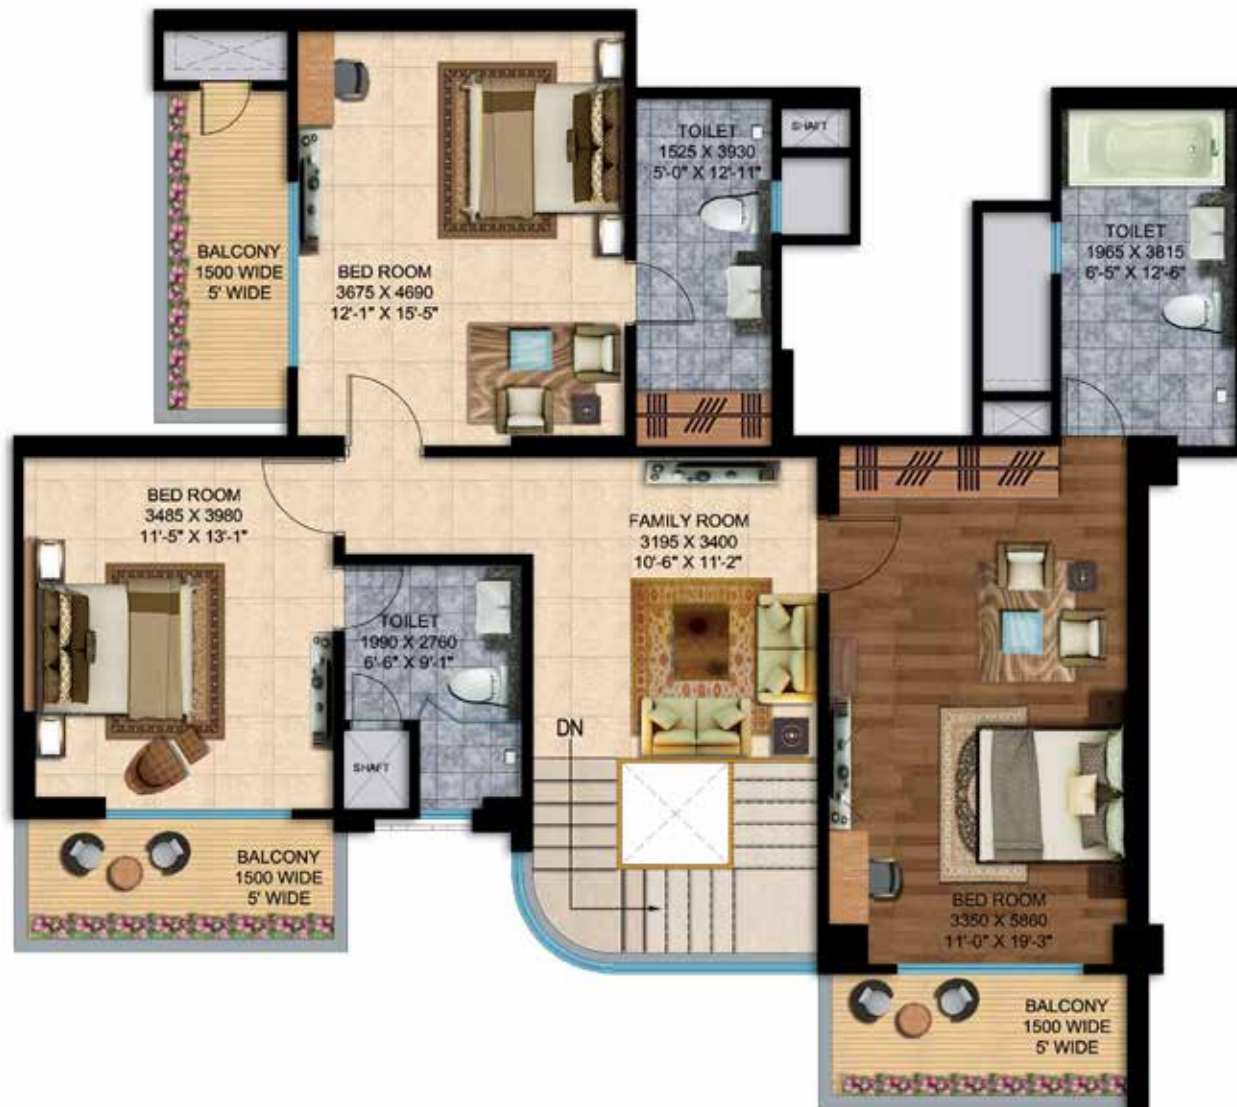 TOILET
1525 X 3930
5'-0" X 12'-11"
SHAFT
BALCONY
1500 WIDE
5' WIDE
BED ROOM
3675 X 4690
12'-1" X 15'-5"
TOILET
1965 X 3815
6'-5" X 12'-6"
BED ROOM
3485 X 3980
11'-5" X 13'-1"
FAMILY ROOM
3195 X 3400
10'-6" X 11'-2"
TOILET
1990 X 2760
6'-6" X 9'-1"
DN
SHAFT
BALCONY
1500 WIDE
5' WIDE
BED ROOM
3350 X 5860
11'-0" X 19'-3"
BALCONY
1500 WIDE
5' WIDE